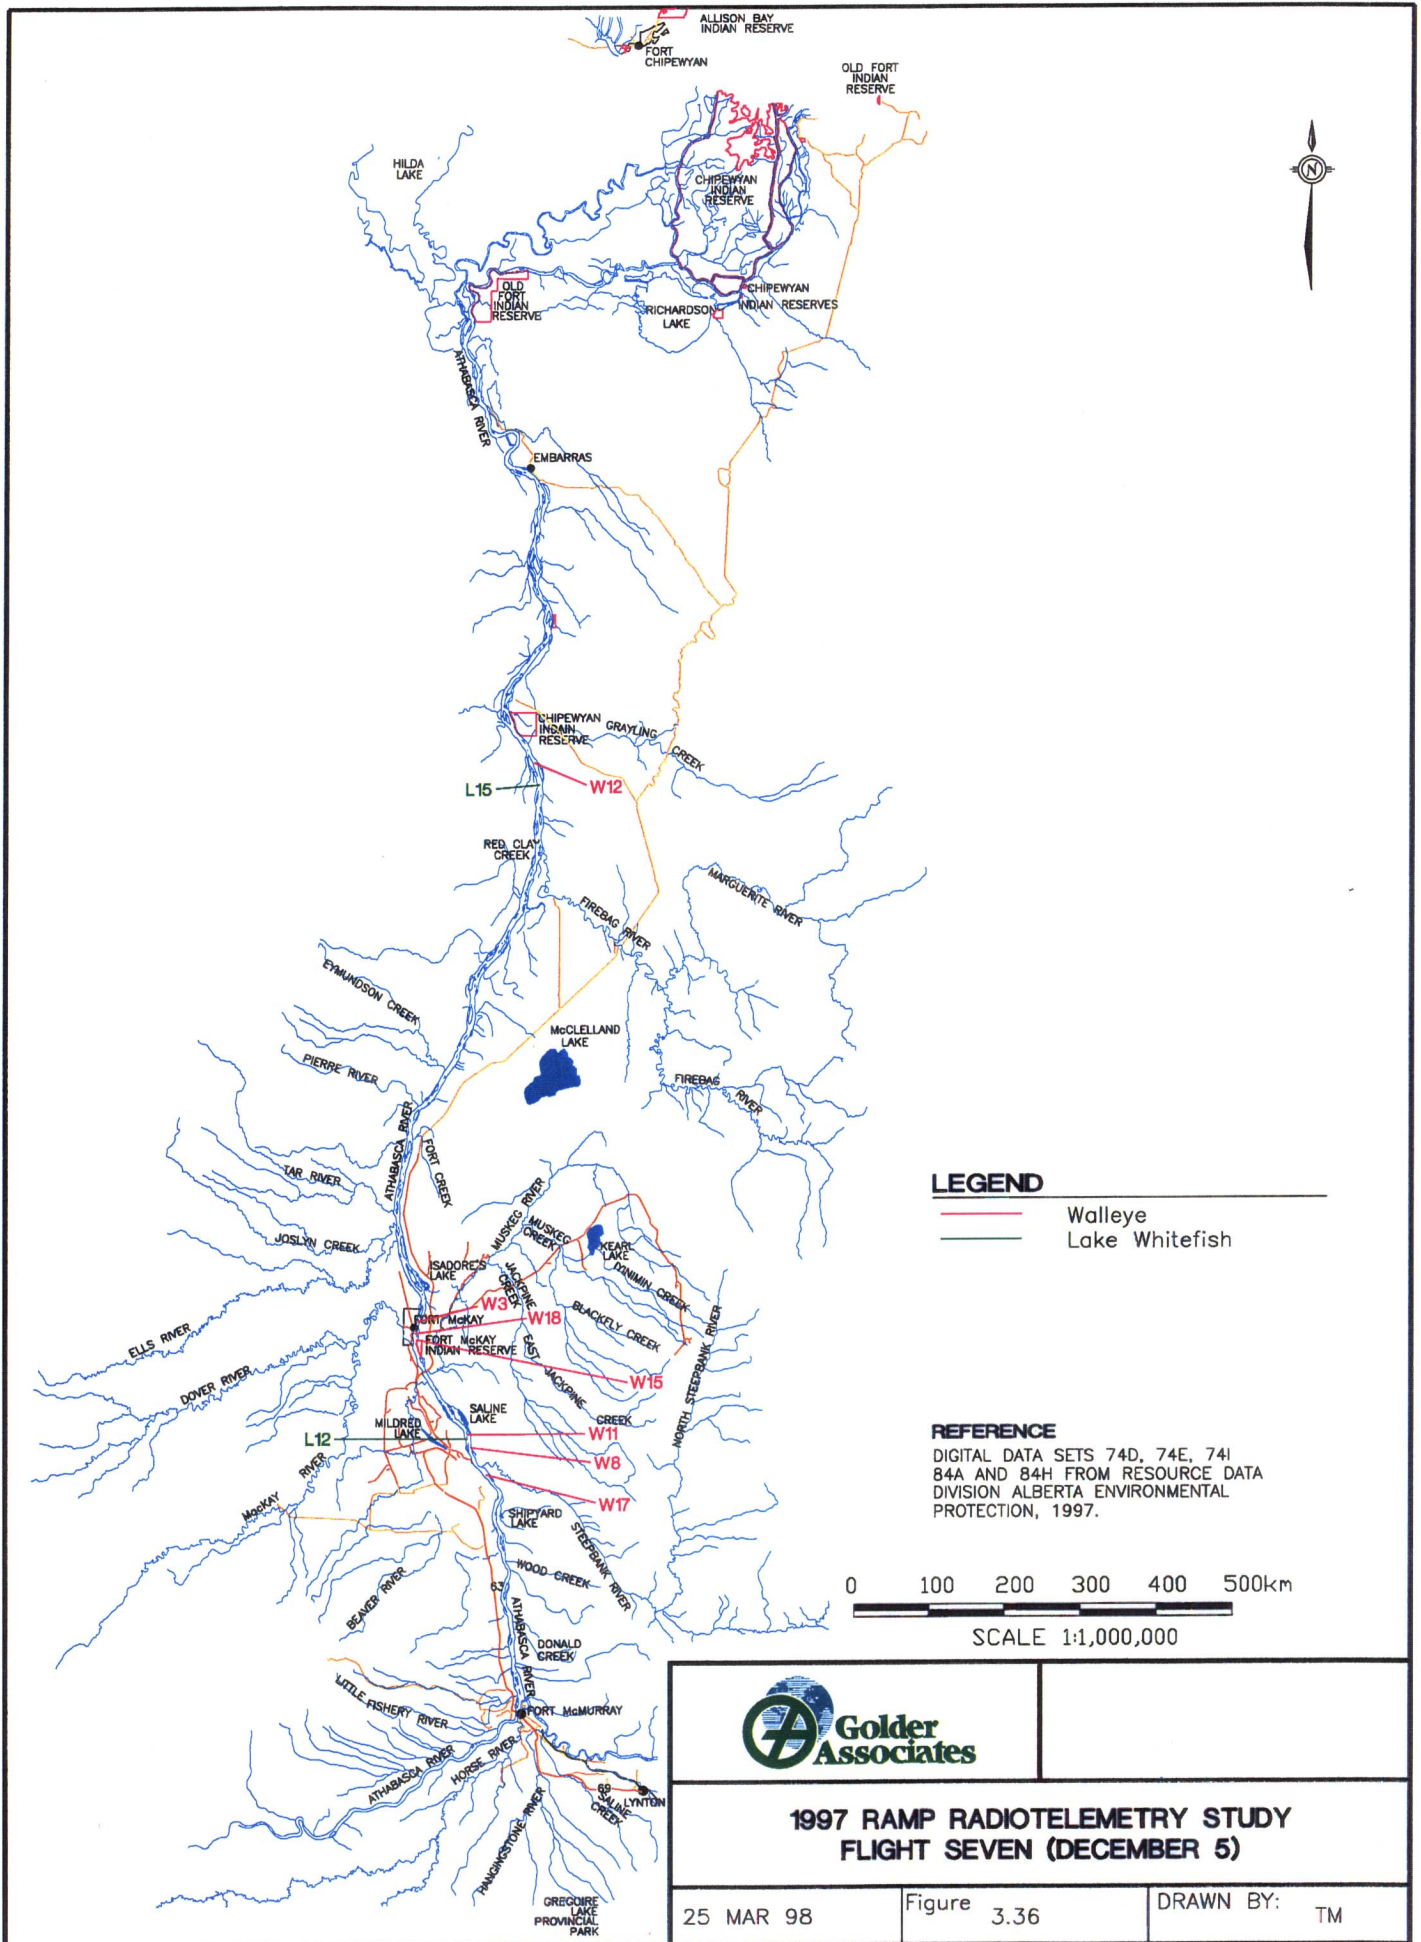 ALLISON BAY
INDIAN RESERVE
FORT
CHIPEWYAN
OLD FORT
INDIAN
RESERVE
N
HILDA
LAKE
CHIPEWYAN
INDIAN
RESERVE
OLD
FORT
INDIAN
RESERVE
CHIPEWYAN
INDIAN RESERVES
RICHARDSON
LAKE
ATHABASCA RIVER
EMBARRAS
CHIPEWYAN
INDAIN
RESERVE
GRAYLING CREEK
L15
W12
RED CLAY
CREEK
MARGUERITE RIVER
FIREBAG RIVER
EYMUNDSON CREEK
McCLELLAND
LAKE
PIERRE RIVER
FIREBAG RIVER
ATHABASCA RIVER
FORT CREEK
TAR RIVER
MUSKEG RIVER
MUSKEG
CREEK
JOSLYN CREEK
KEARL
LAKE
ISADORE'S
LAKE
JACKPINE
CREEK
IYINIMIN CREEK
W3
W18
BLACKFLY CREEK
FORT McKAY
FORT McKAY
INDIAN RESERVE
ELLS RIVER
EAST JACKPINE CREEK
NORTH STEEPBANK RIVER
DOVER RIVER
W15
SALINE
LAKE
MILDRED
LAKE
L12
W11
W8
W17
MacKAY RIVER
SHIPYARD
LAKE
STEEPBANK RIVER
WOOD CREEK
63
BEAVER RIVER
ATHABASCA RIVER
DONALD
CREEK
LITTLE FISHERY RIVER
FORT McMURRAY
ATHABASCA RIVER
HORSE RIVER
69
SALINE
CREEK
LYNTON
HANGINGSTONE RIVER
GREGOIRE
LAKE
PROVINCIAL
PARK
LEGEND
Walleye
Lake Whitefish
REFERENCE
DIGITAL DATA SETS 74D, 74E, 74I
84A AND 84H FROM RESOURCE DATA
DIVISION ALBERTA ENVIRONMENTAL
PROTECTION, 1997.
0 100 200 300 400 500km
SCALE 1:1,000,000
Golder
Associates
1997 RAMP RADIOTELEMETRY STUDY
FLIGHT SEVEN (DECEMBER 5)
25 MAR 98
Figure 3.36
DRAWN BY: TM